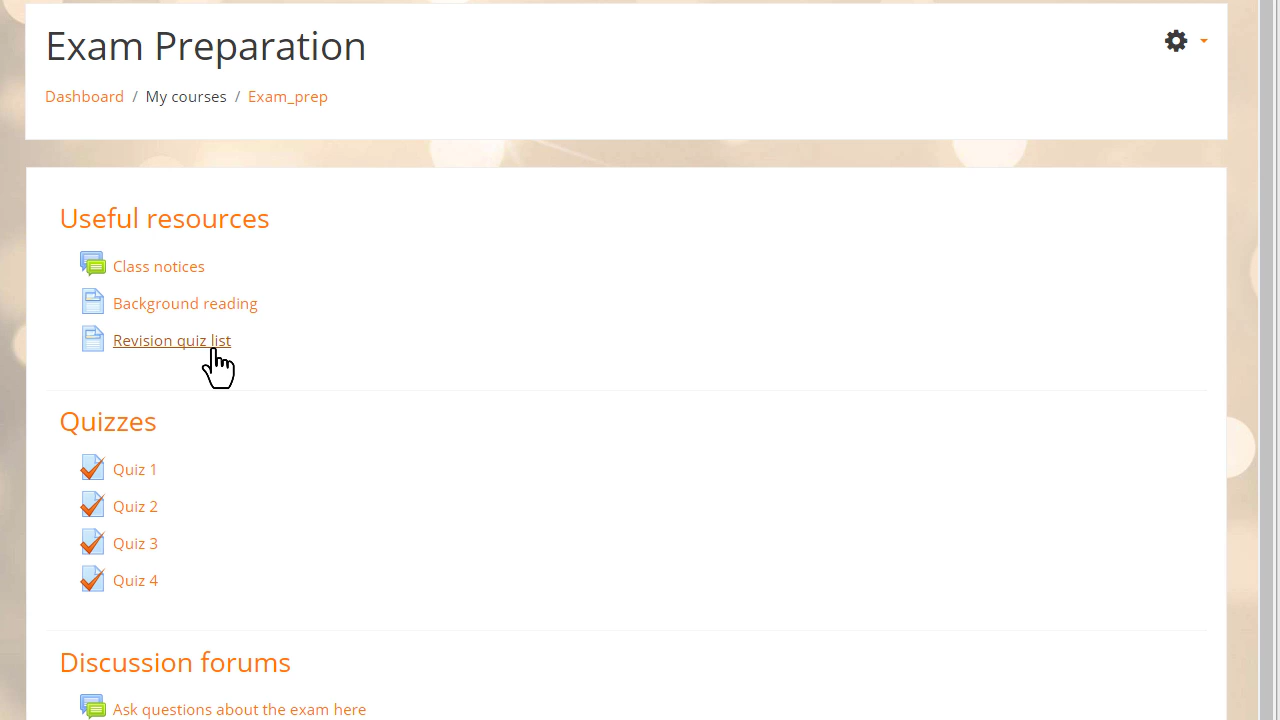 Exam Preparation
Dashboard / My courses / Exam_prep
Useful resources
Class notices
Background reading
Revision quiz list
Quizzes
Quiz 1
Quiz 2
Quiz 3
Quiz 4
Discussion forums
Ask questions about the exam here